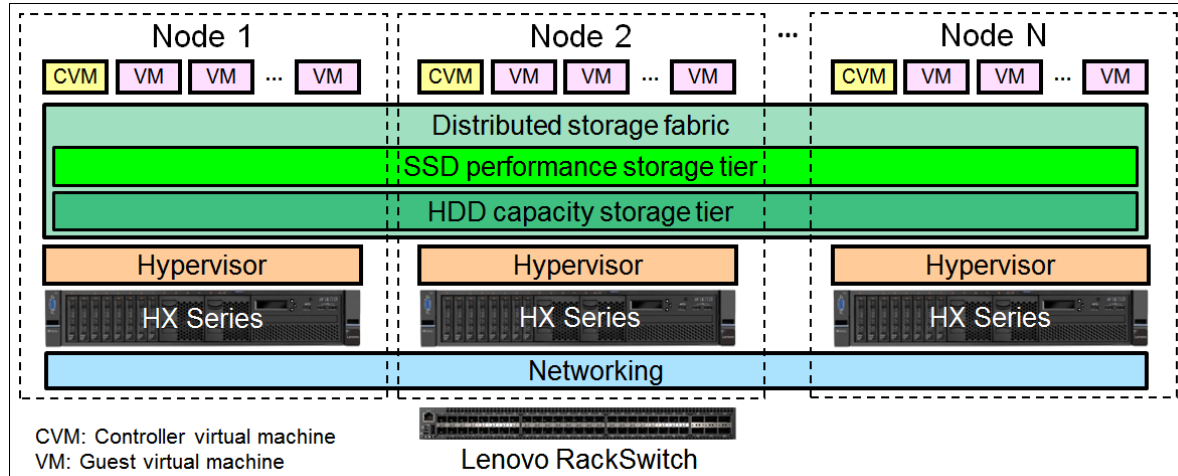 Node 1
Node 2
...
Node N
CVM VM VM ... VM
CVM VM VM ... VM
CVM VM VM ... VM
Distributed storage fabric
SSD performance storage tier
HDD capacity storage tier
Hypervisor
Hypervisor
Hypervisor
HX Series
HX Series
HX Series
Networking
CVM: Controller virtual machine
VM: Guest virtual machine
Lenovo RackSwitch